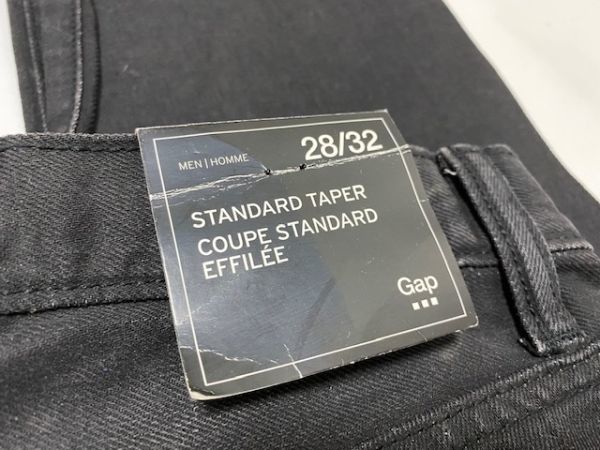 MEN | HOMME
28/32
STANDARD TAPER
COUPE STANDARD
EFFILÉE
Gap